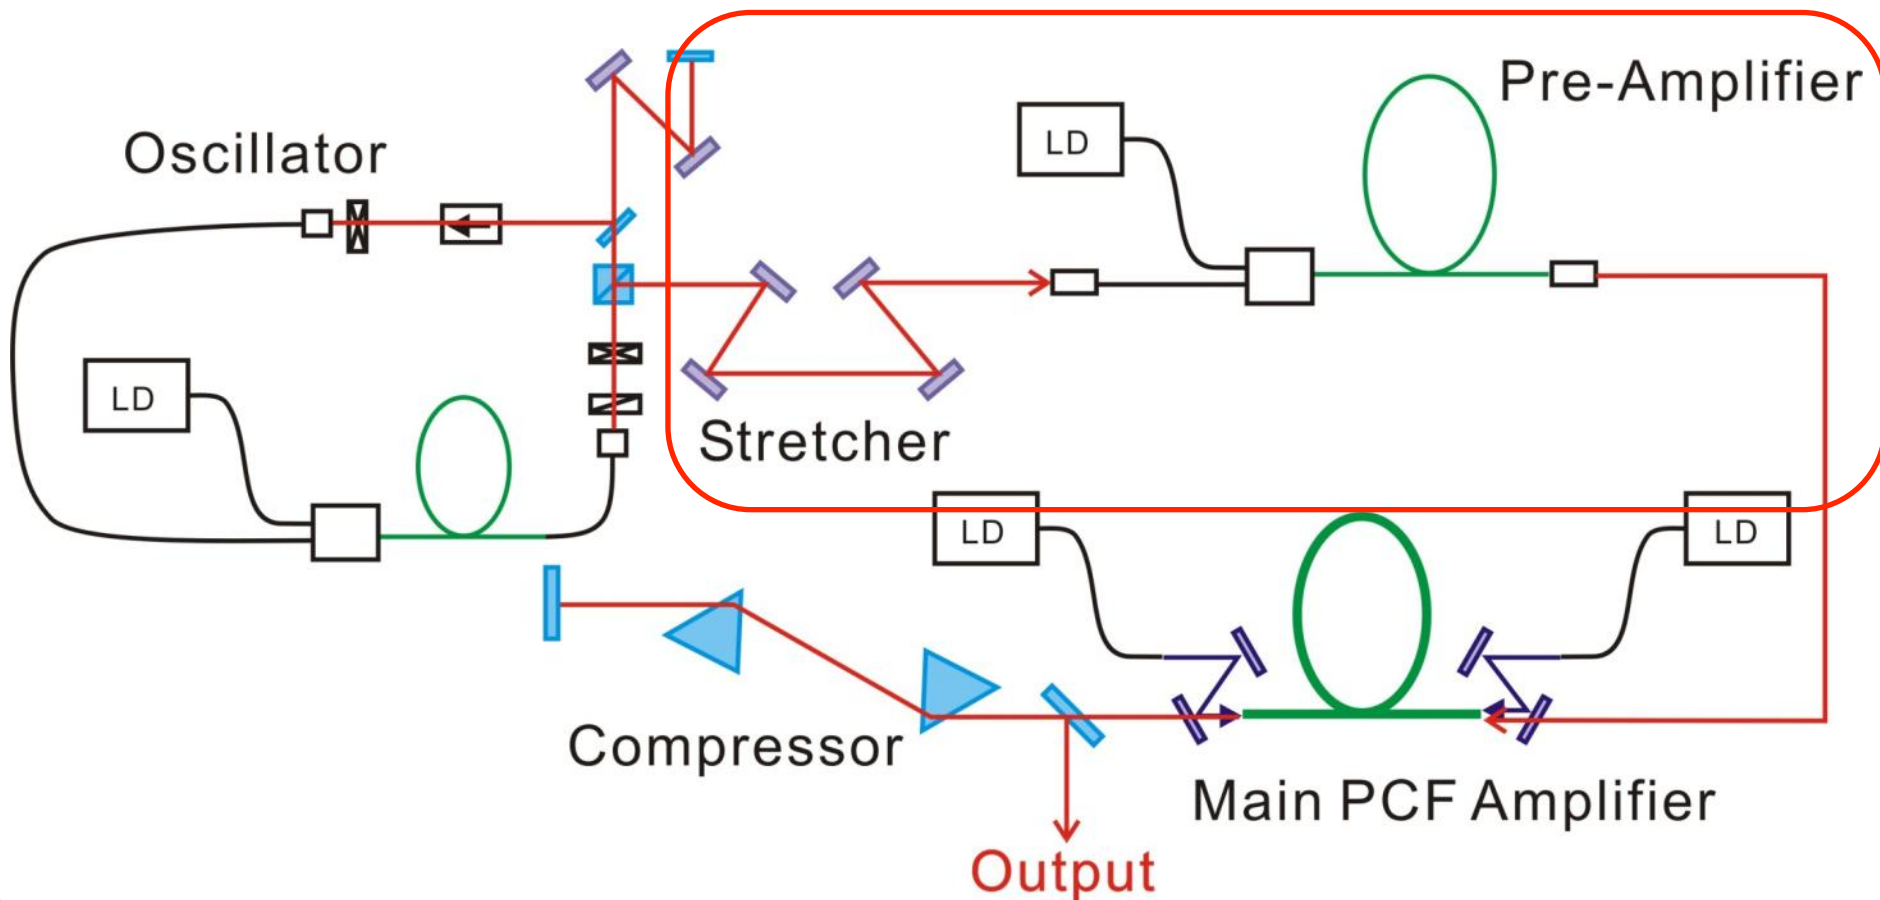 Pre-Amplifier
LD
Oscillator
LD
Stretcher
LD
LD
Compressor
Main PCF Amplifier
Output